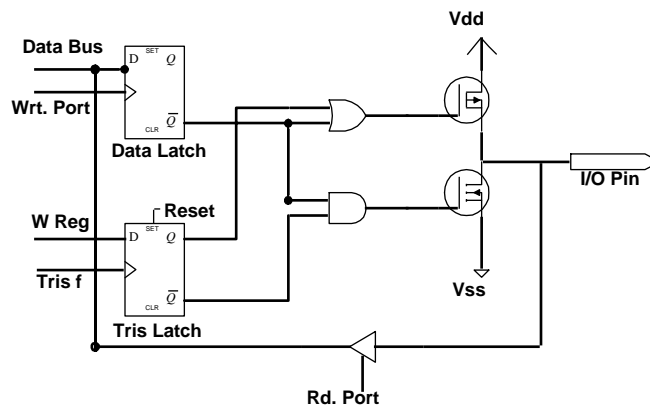 Vdd
Data Bus
D
SET
Q
Wrt. Port
CLR
Q
Data Latch
I/O Pin
Reset
W Reg
D
SET
Q
Tris f
CLR
Q
Tris Latch
Vss
Rd. Port